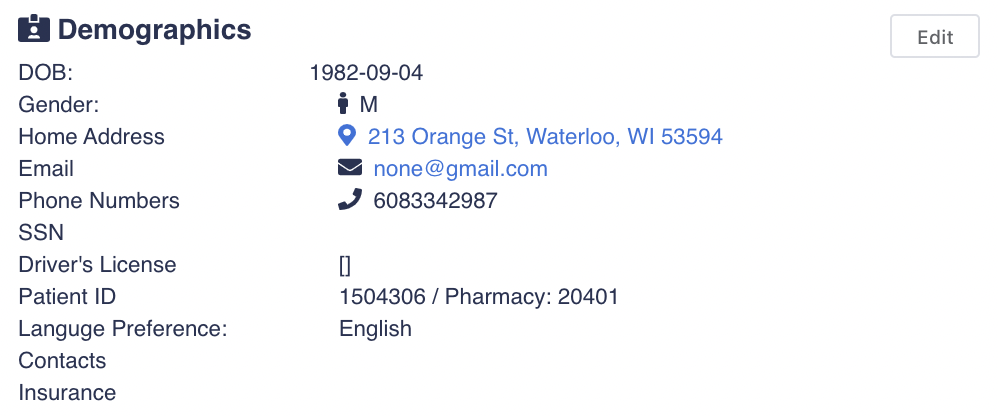 Demographics
Edit
DOB: 1982-09-04
Gender: M
Home Address 213 Orange St, Waterloo, WI 53594
Email none@gmail.com
Phone Numbers 6083342987
SSN
Driver's License []
Patient ID 1504306 / Pharmacy: 20401
Languge Preference: English
Contacts
Insurance